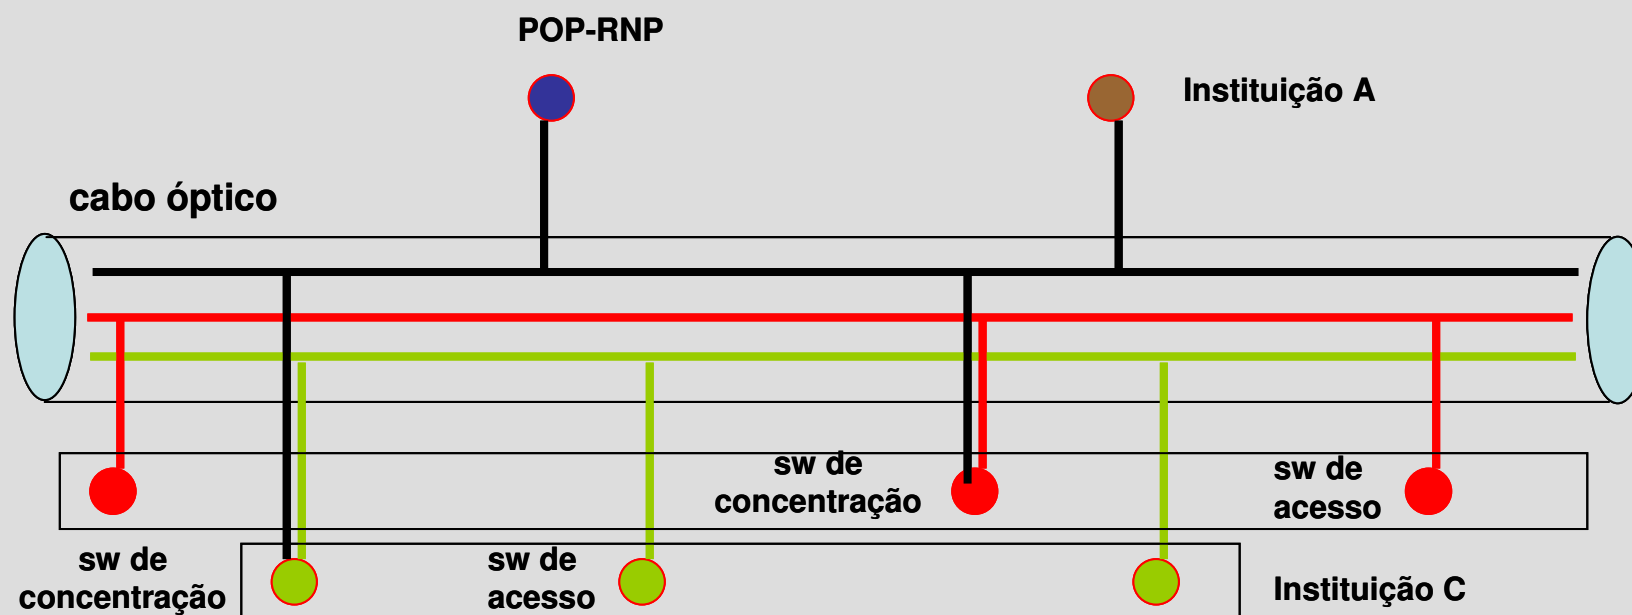 POP-RNP
Instituição A
cabo óptico
sw de
concentração
sw de
acesso
sw de
concentração
sw de
acesso
Instituição C